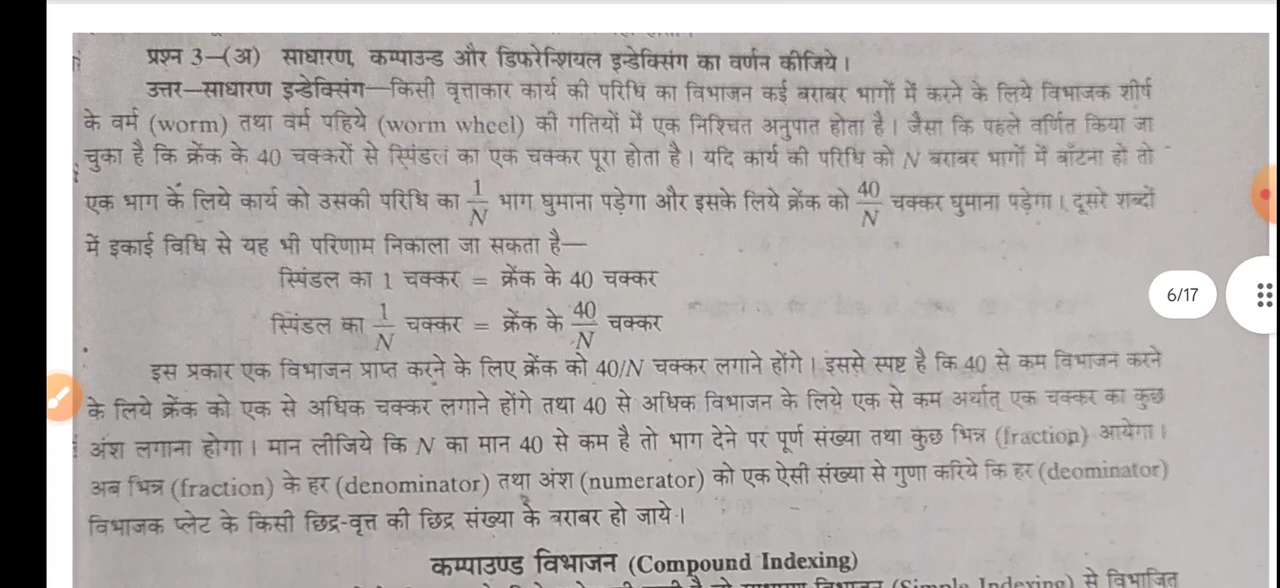 प्रश्न 3—(अ) साधारण, कम्पाउन्ड और डिफरेन्शियल इन्डेक्सिंग का वर्णन कीजिये।
उत्तर—साधारण इन्डेक्सिंग—किसी वृत्ताकार कार्य की परिधि का विभाजन कई बराबर भागों में करने के लिये विभाजक शीर्ष
के वर्म (worm) तथा वर्म पहिये (worm wheel) की गतियों में एक निश्चित अनुपात होता है। जैसा कि पहले वर्णित किया जा
चुका है कि क्रेंक के 40 चक्करों से स्पिंडल का एक चक्कर पूरा होता है। यदि कार्य की परिधि को N बराबर भागों में बाँटना हो तो
एक भाग के लिये कार्य को उसकी परिधि का 1/N भाग घुमाना पड़ेगा और इसके लिये क्रेंक को 40/N चक्कर घुमाना पड़ेगा। दूसरे शब्दों
में इकाई विधि से यह भी परिणाम निकाला जा सकता है—
स्पिंडल का 1 चक्कर = क्रेंक के 40 चक्कर
स्पिंडल का 1/N चक्कर = क्रेंक के 40/N चक्कर
6/17
इस प्रकार एक विभाजन प्राप्त करने के लिए क्रेंक को 40/N चक्कर लगाने होंगे। इससे स्पष्ट है कि 40 से कम विभाजन करने
के लिये क्रेंक को एक से अधिक चक्कर लगाने होंगे तथा 40 से अधिक विभाजन के लिये एक से कम अर्थात् एक चक्कर का कुछ
अंश लगाना होगा। मान लीजिये कि N का मान 40 से कम है तो भाग देने पर पूर्ण संख्या तथा कुछ भिन्न (fraction) आयेगा।
अब भिन्न (fraction) के हर (denominator) तथा अंश (numerator) को एक ऐसी संख्या से गुणा करिये कि हर (deominator)
विभाजक प्लेट के किसी छिद्र-वृत्त की छिद्र संख्या के बराबर हो जाये।
कम्पाउण्ड विभाजन (Compound Indexing)
(Simple Indexing) से विभाजित